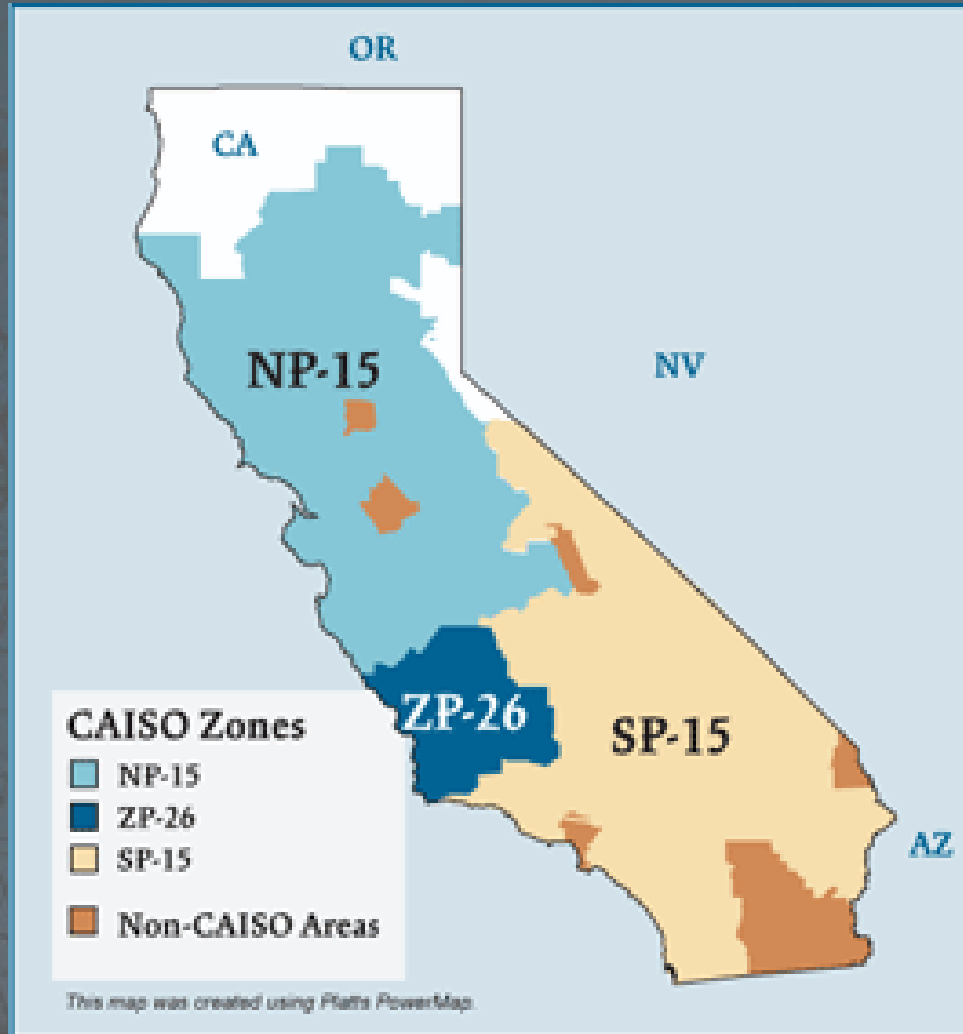 OR
CA
NV
NP-15
ZP-26
SP-15
AZ
CAISO Zones
NP-15
ZP-26
SP-15
Non-CAISO Areas
This map was created using Platts PowerMap.